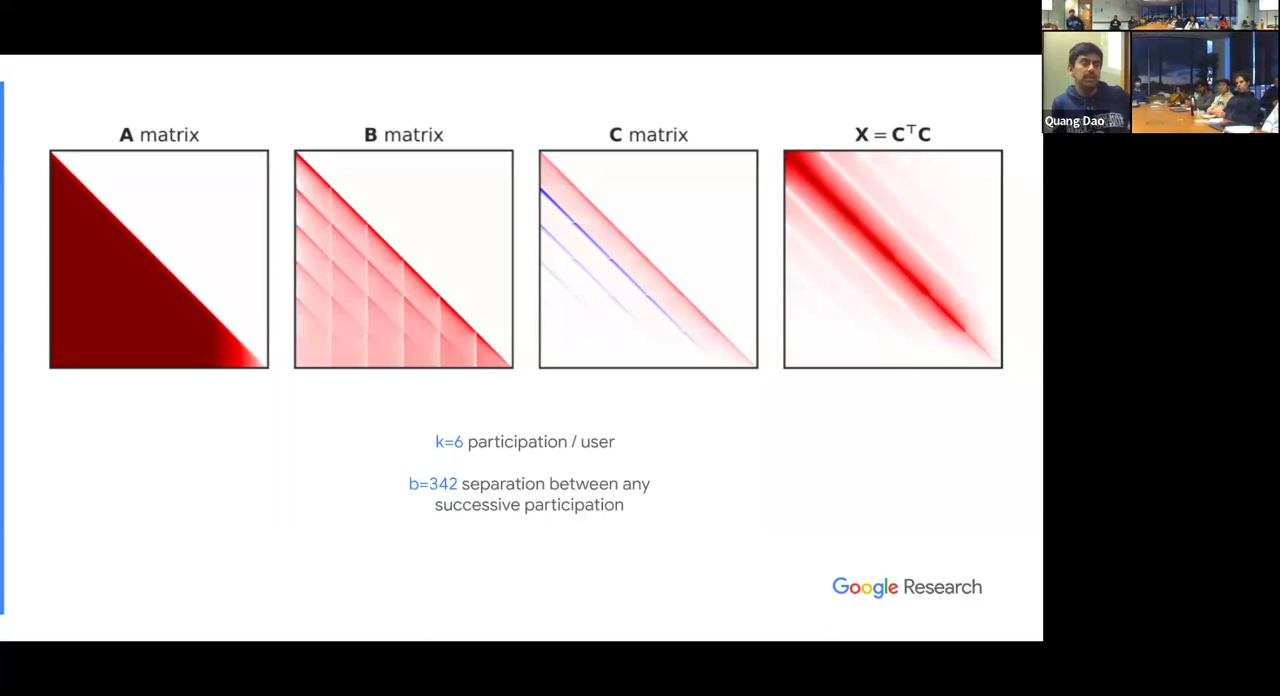 A matrix
B matrix
C matrix
X = CᵀC
k=6 participation / user
b=342 separation between any
successive participation
Google Research
Quang Dao